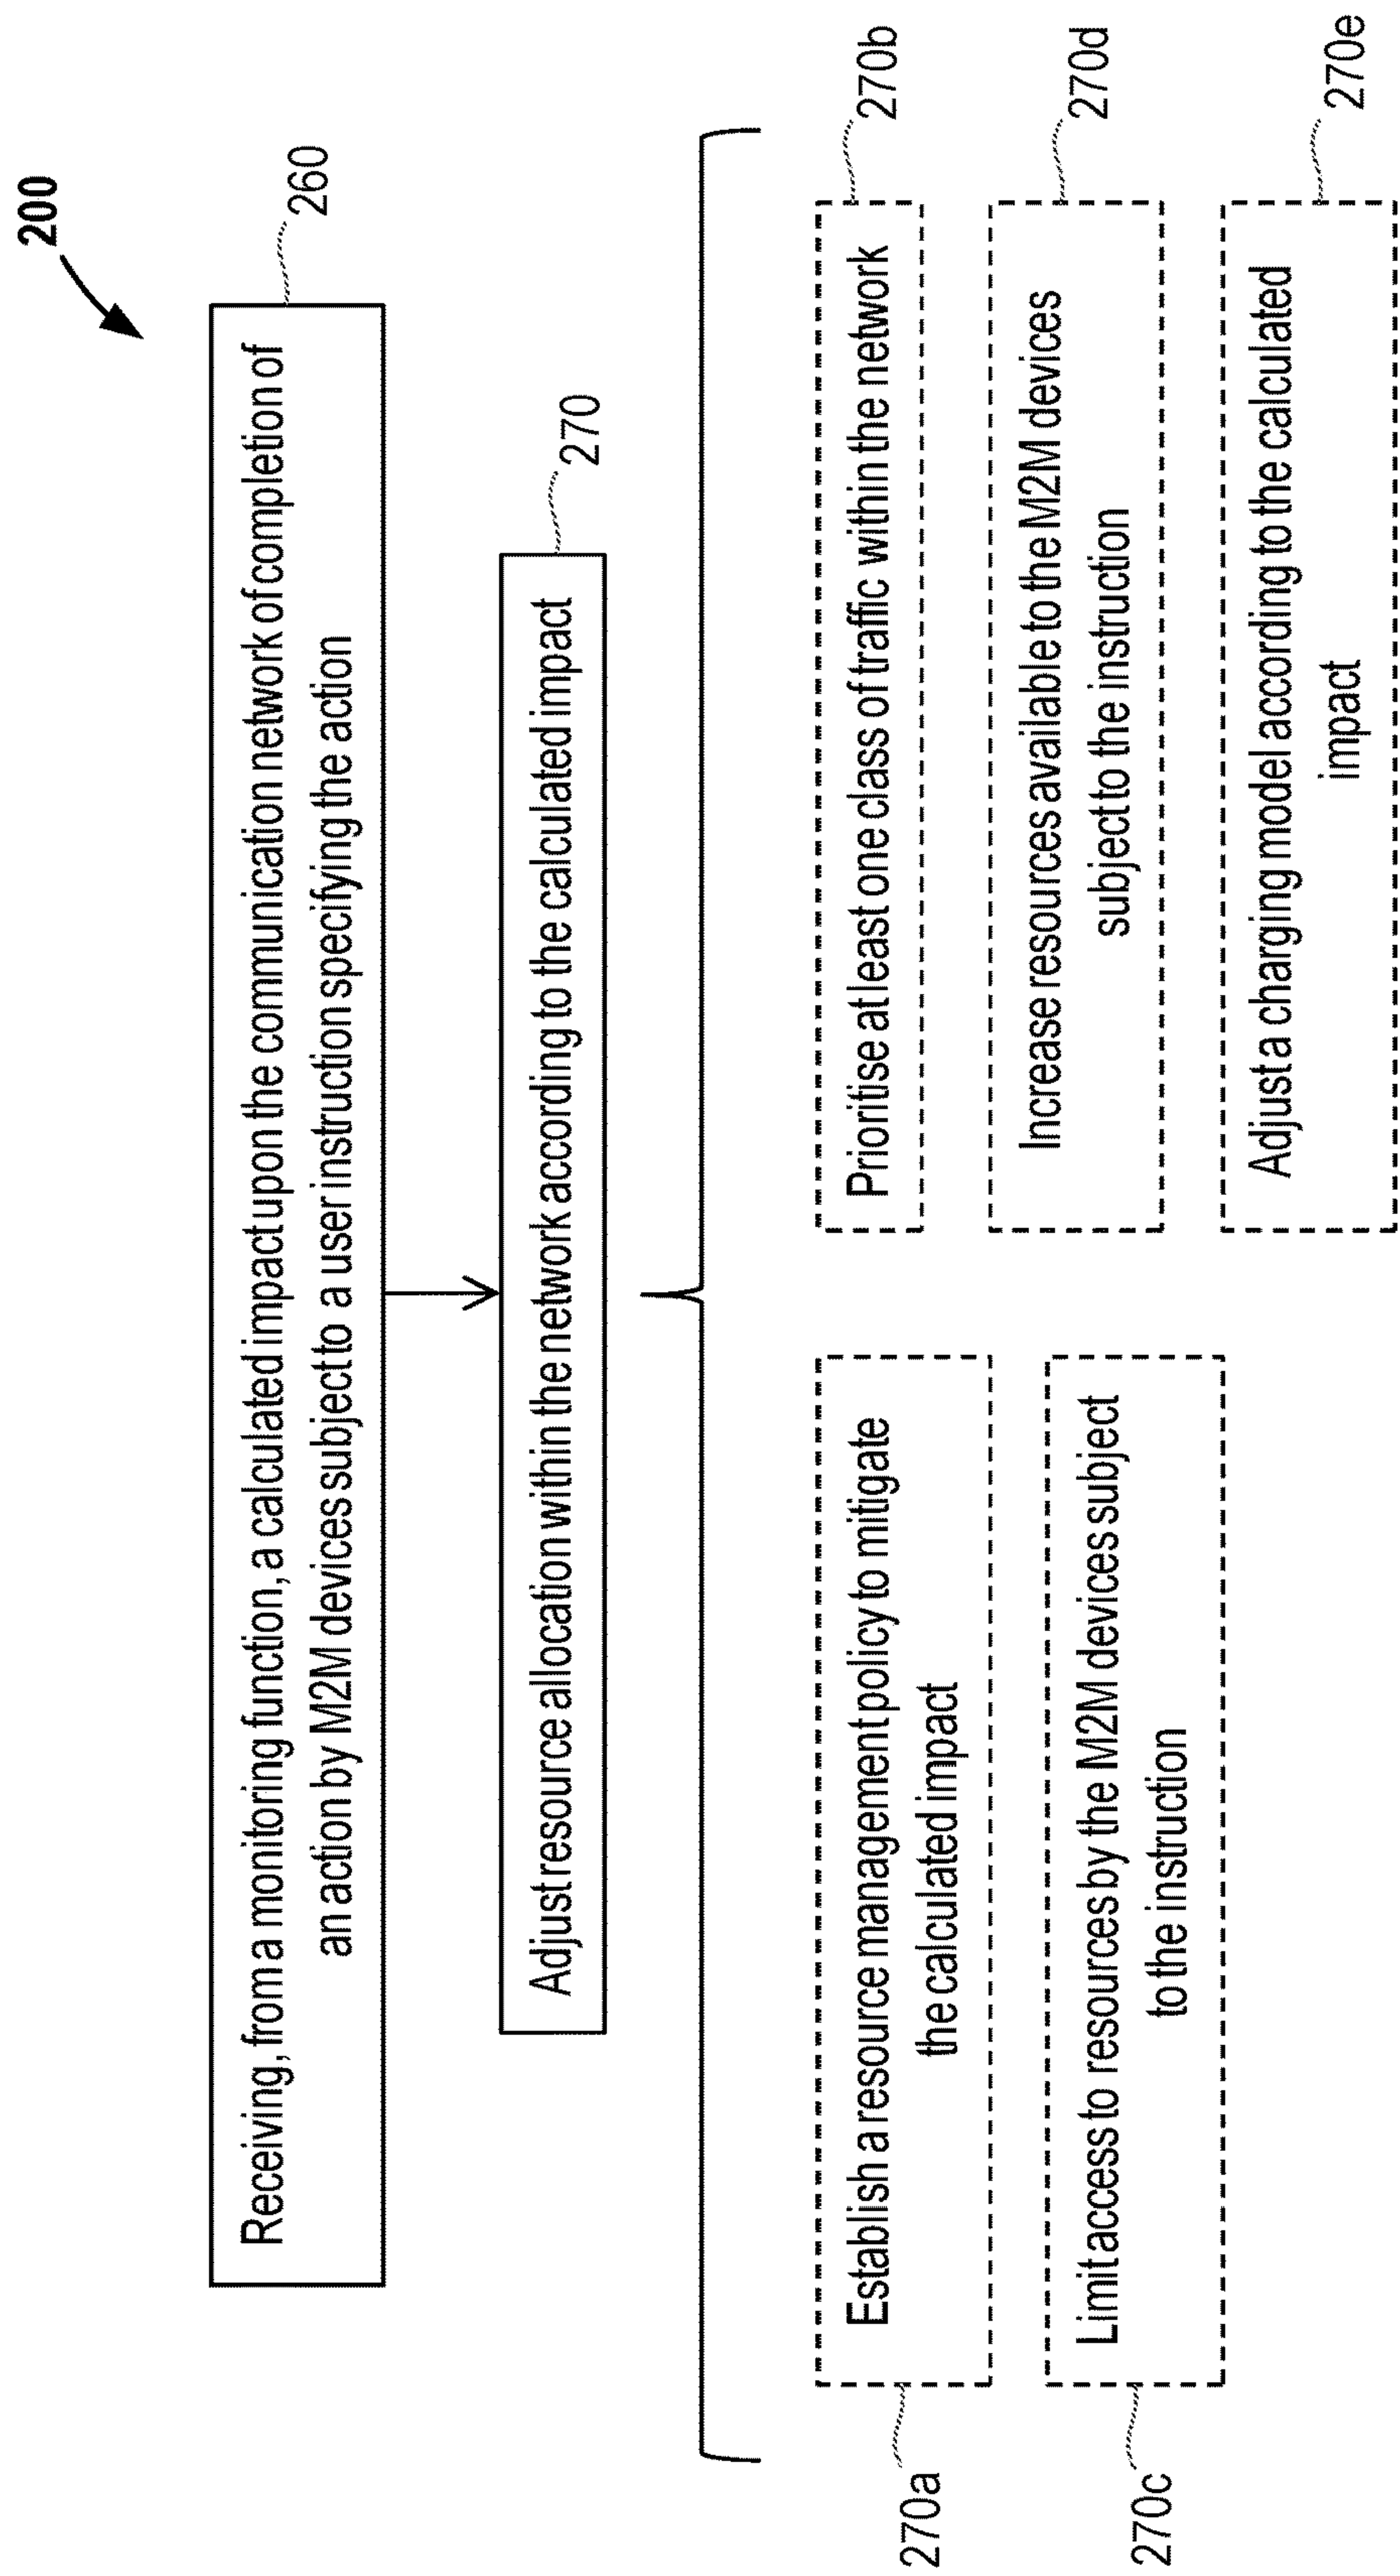 200
Receiving, from a monitoring function, a calculated impact upon the communication network of completion of
an action by M2M devices subject to a user instruction specifying the action
260
Adjust resource allocation within the network according to the calculated impact
270
270a
Establish a resource management policy to mitigate
the calculated impact
Prioritise at least one class of traffic within the network
270b
270c
Limit access to resources by the M2M devices subject
to the instruction
Increase resources available to the M2M devices
subject to the instruction
270d
Adjust a charging model according to the calculated
impact
270e